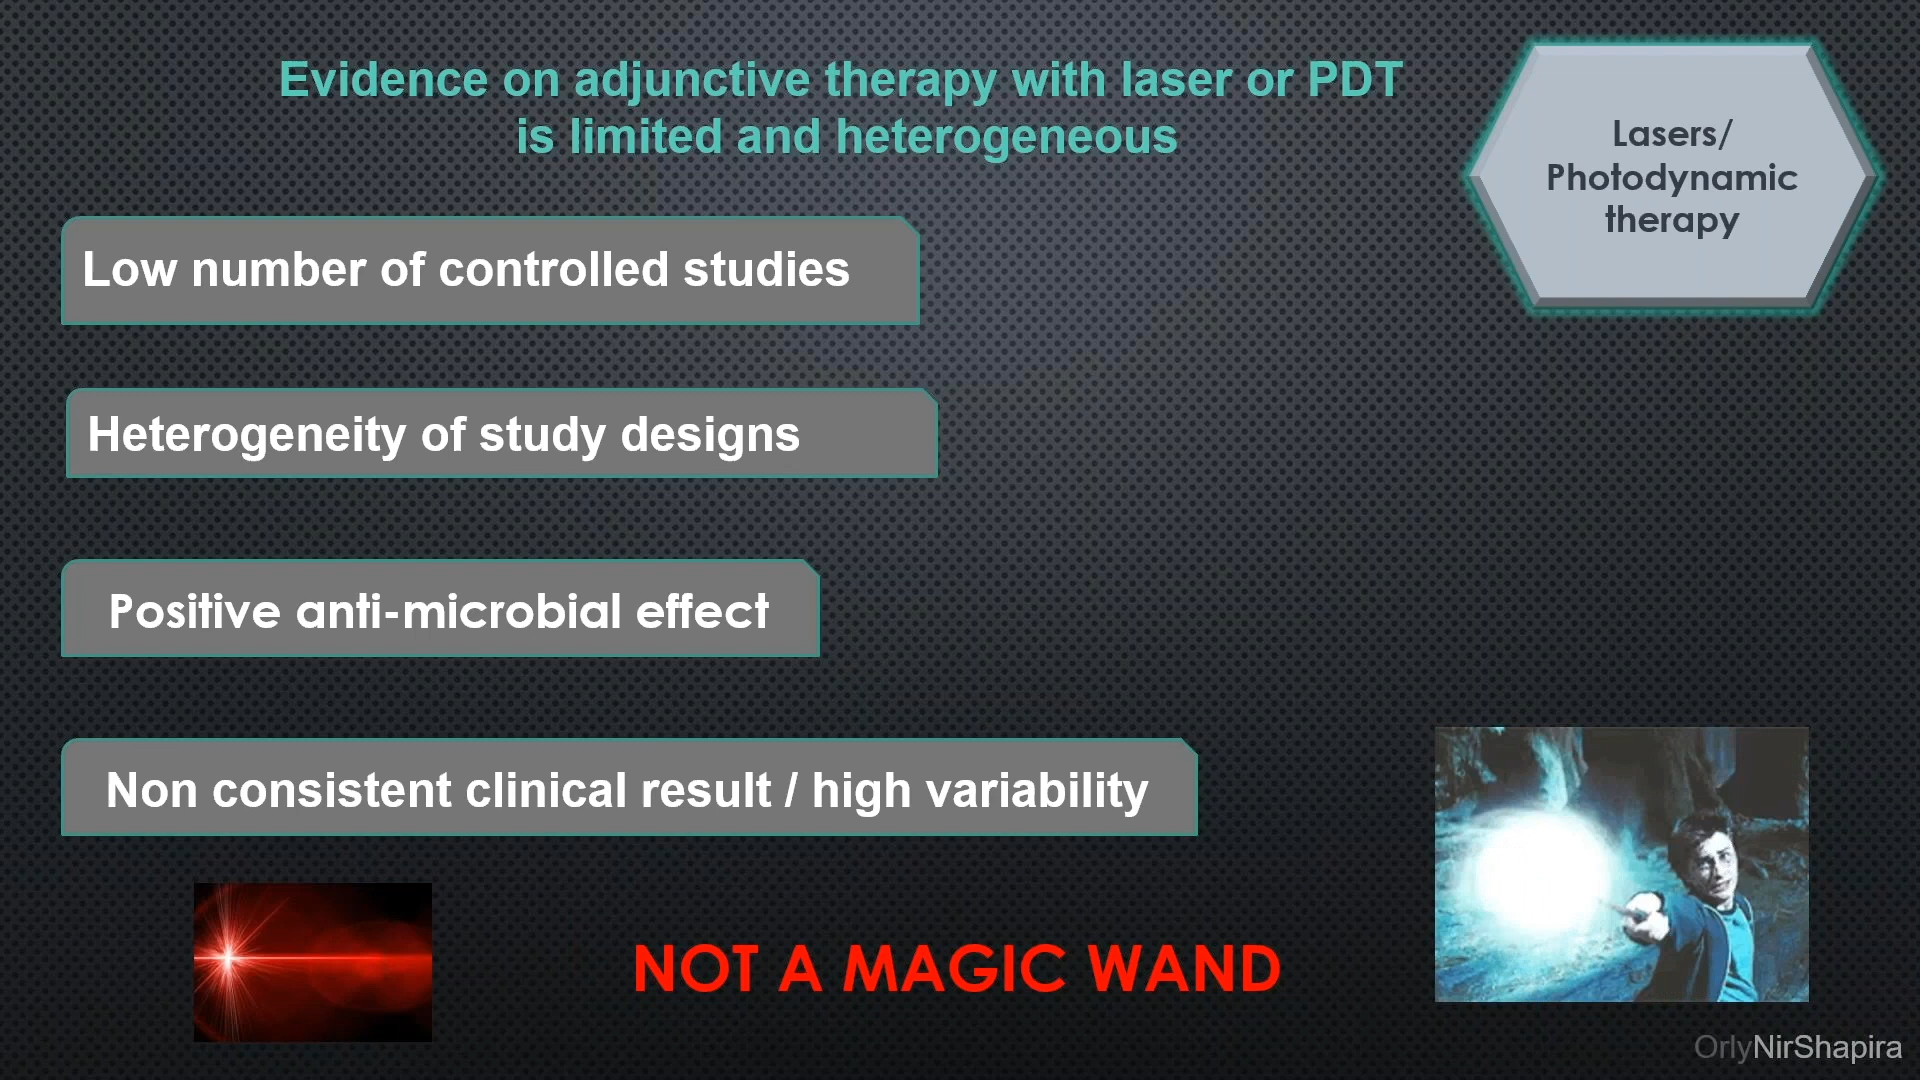 Evidence on adjunctive therapy with laser or PDT
is limited and heterogeneous
Lasers/
Photodynamic
therapy
Low number of controlled studies
Heterogeneity of study designs
Positive anti-microbial effect
Non consistent clinical result / high variability
NOT A MAGIC WAND
OrlyNirShapira